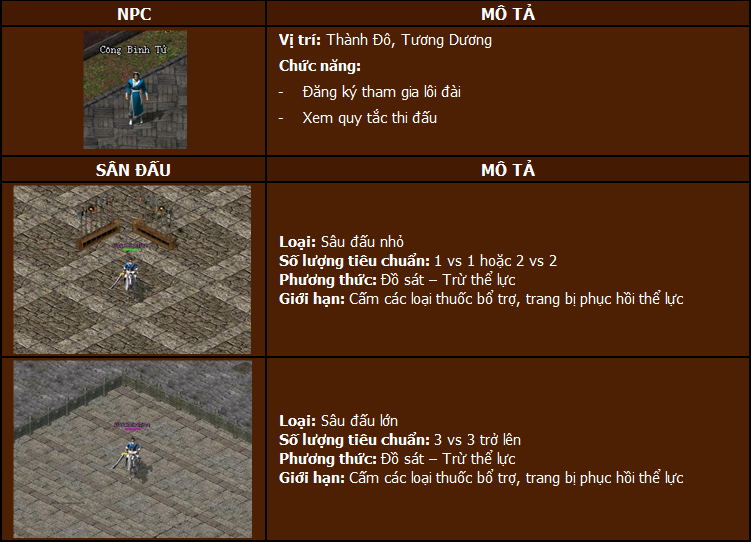 NPC
MÔ TẢ
Công Bình Tử
Vị trí: Thành Đô, Tương Dương
Chức năng:
- Đăng ký tham gia lôi đài
- Xem quy tắc thi đấu
SÂN ĐẤU
MÔ TẢ
Loại: Sâu đấu nhỏ
Số lượng tiêu chuẩn: 1 vs 1 hoặc 2 vs 2
Phương thức: Đồ sát – Trừ thể lực
Giới hạn: Cấm các loại thuốc bổ trợ, trang bị phục hồi thể lực
Loại: Sâu đấu lớn
Số lượng tiêu chuẩn: 3 vs 3 trở lên
Phương thức: Đồ sát – Trừ thể lực
Giới hạn: Cấm các loại thuốc bổ trợ, trang bị phục hồi thể lực